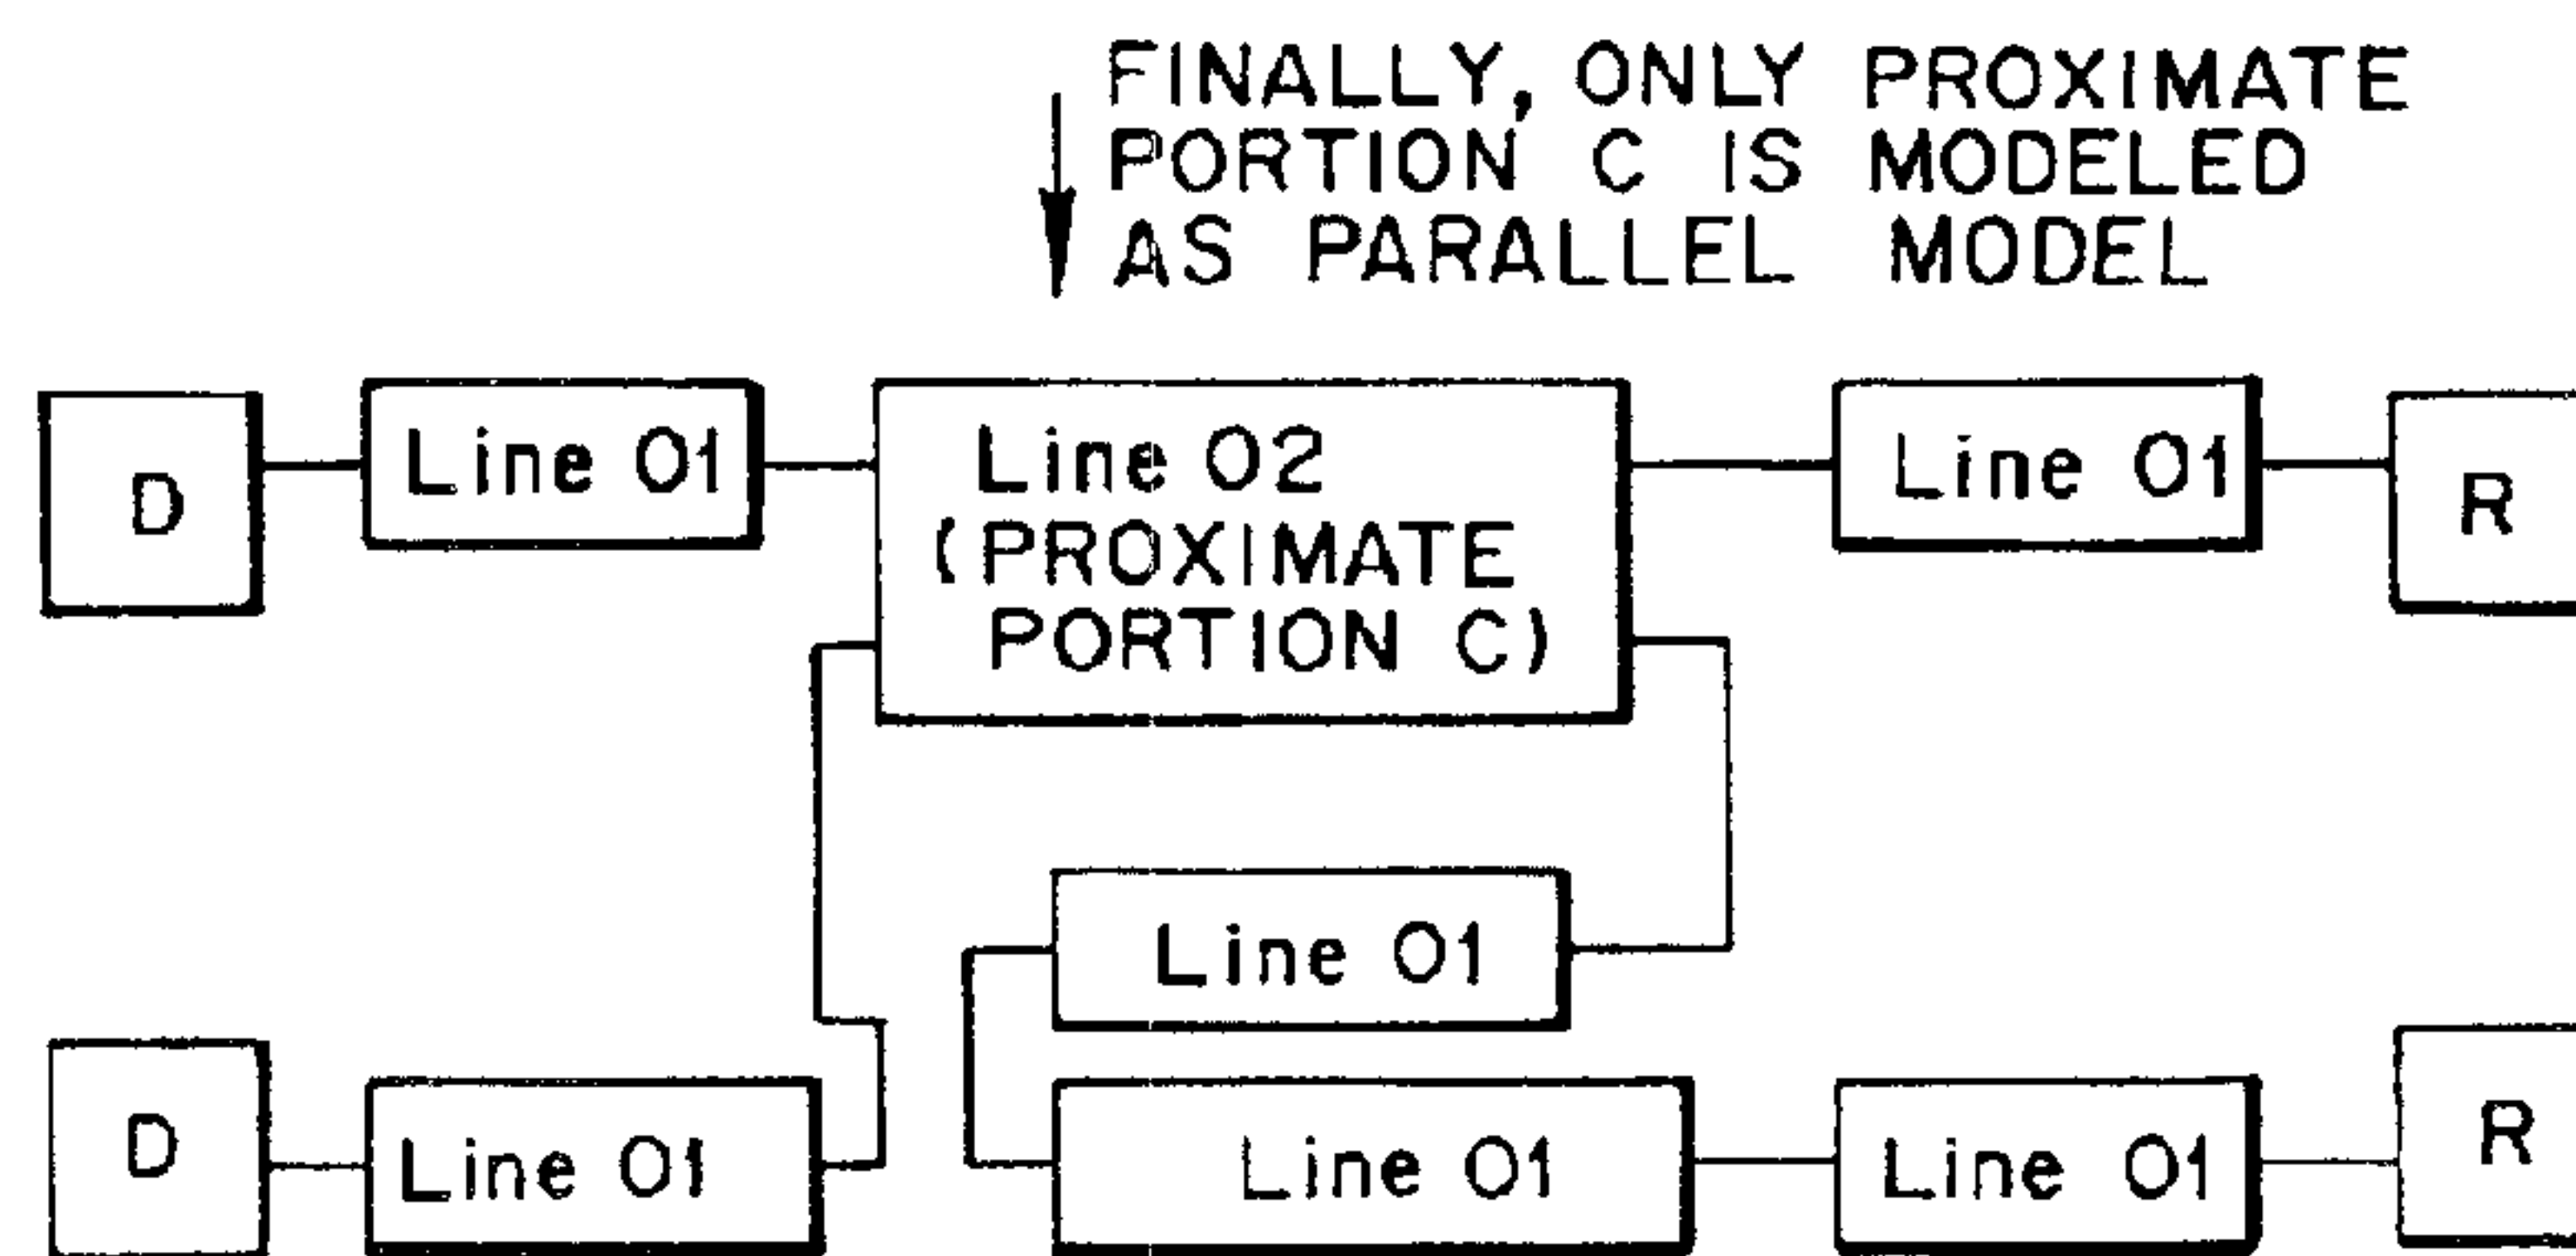 FINALLY, ONLY PROXIMATE
PORTION C IS MODELED
AS PARALLEL MODEL
D
Line 01
Line 02
(PROXIMATE
PORTION C)
Line 01
R
Line 01
D
Line 01
Line 01
Line 01
R